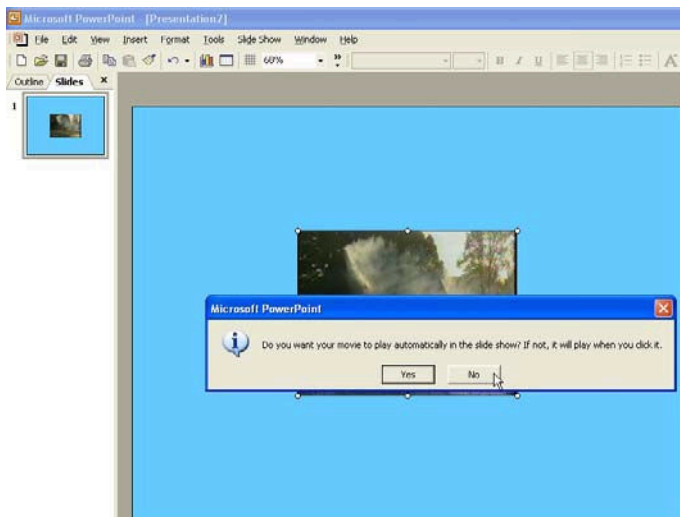 Microsoft PowerPoint - [Presentation2]
File Edit View Insert Format Tools Slide Show Window Help
60% B I U A
Outline Slides x
1
Microsoft PowerPoint
Do you want your movie to play automatically in the slide show? If not, it will play when you click it.
Yes No